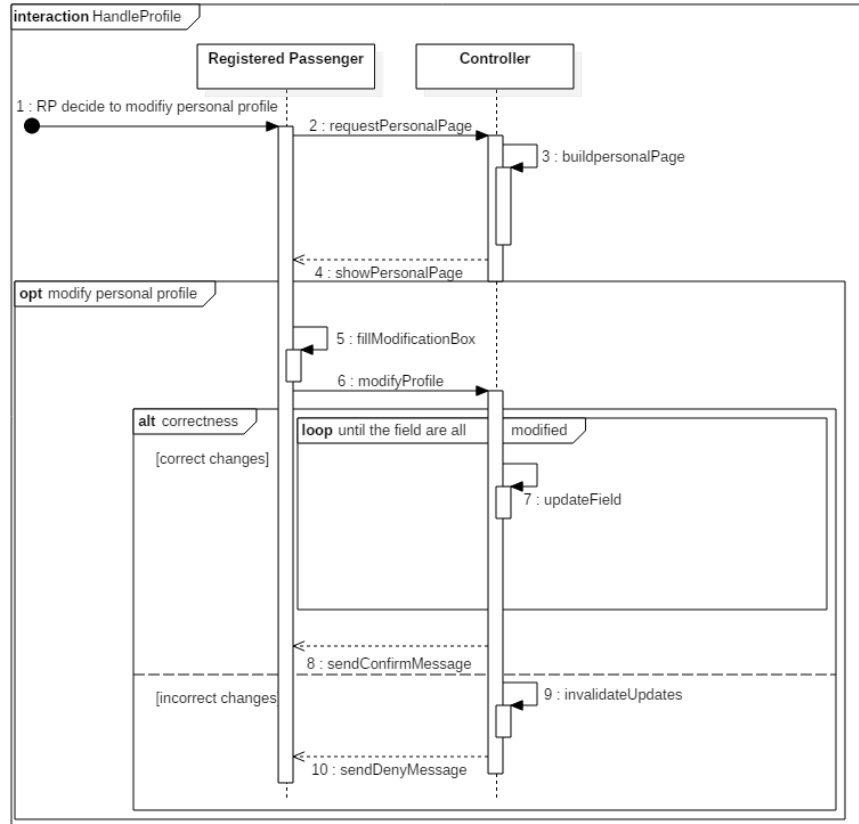 interaction HandleProfile
Registered Passenger
Controller
1 : RP decide to modifiy personal profile
2 : requestPersonalPage
3 : buildpersonalPage
4 : showPersonalPage
opt modify personal profile
5 : fillModificationBox
6 : modifyProfile
alt correctness
loop until the field are all modified
[correct changes]
7 : updateField
8 : sendConfirmMessage
[incorrect changes
9 : invalidateUpdates
10 : sendDenyMessage